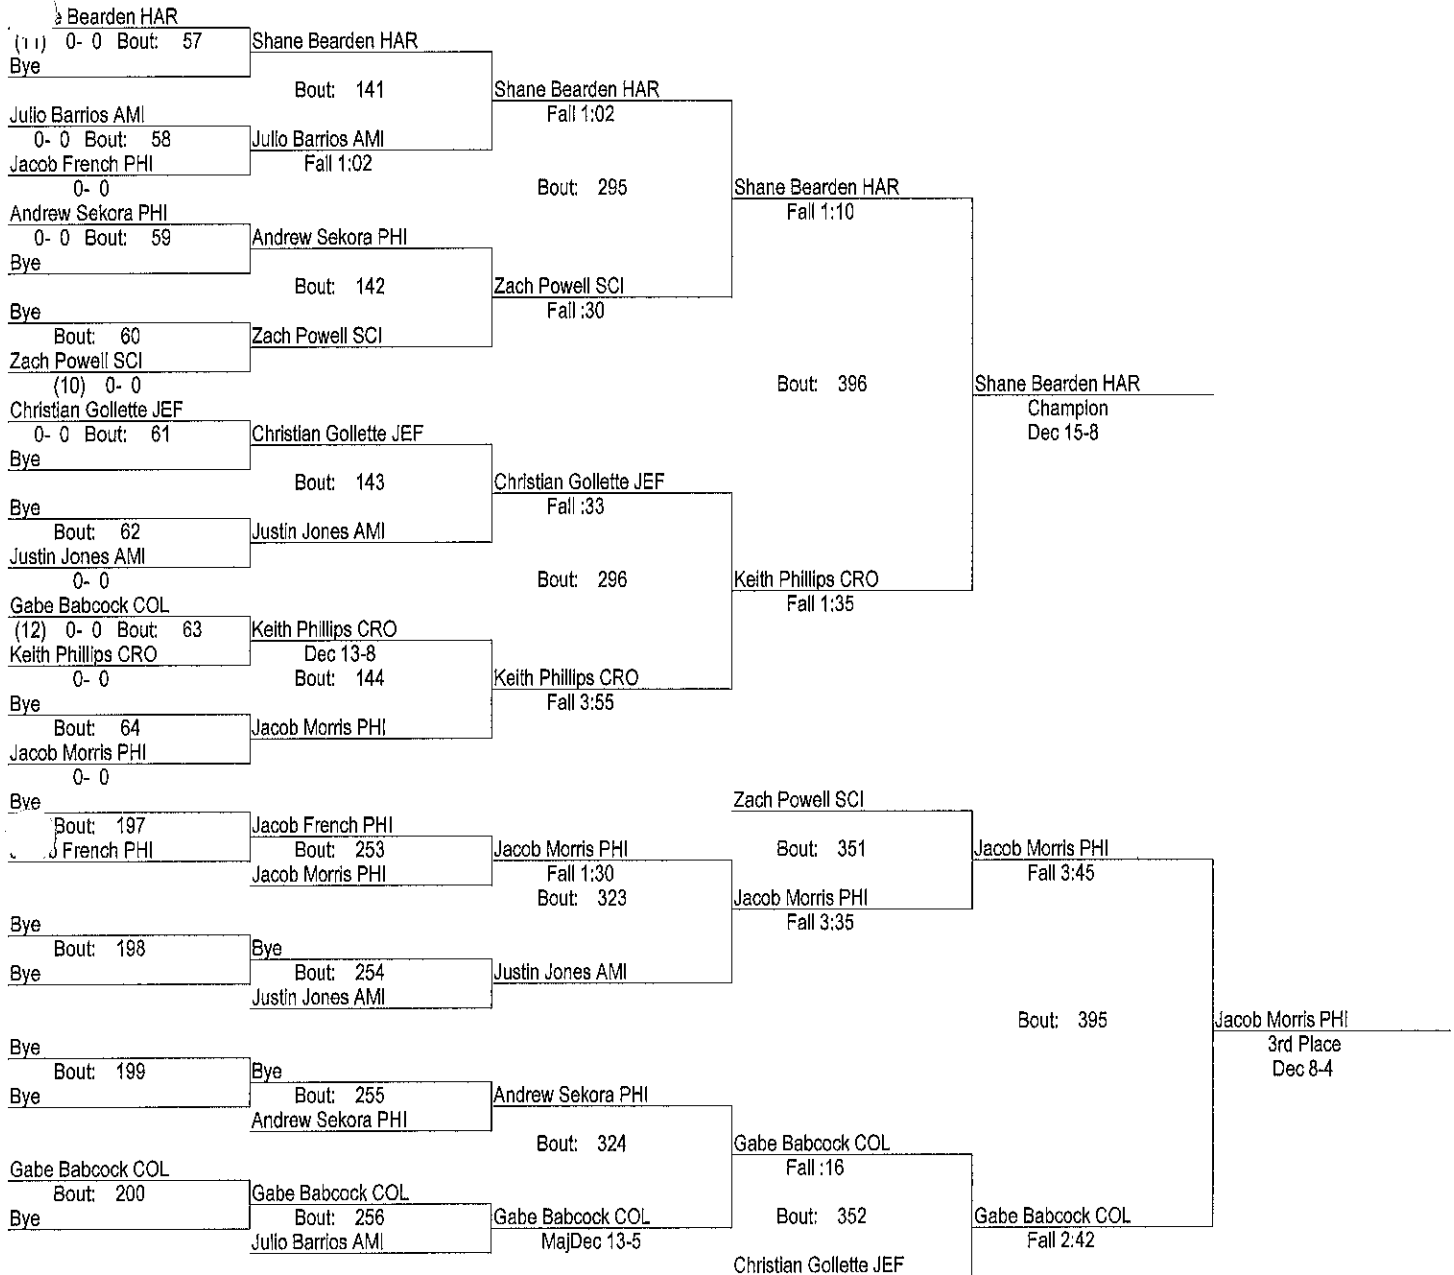 Bearden HAR
(11) 0- 0 Bout: 57
Bye
Julio Barrios AMI
0- 0 Bout: 58
Jacob French PHI
0- 0
Andrew Sekora PHI
0- 0 Bout: 59
Bye
Bye
Bout: 60
Zach Powell SCI
(10) 0- 0
Christian Gollette JEF
0- 0 Bout: 61
Bye
Bye
Bout: 62
Justin Jones AMI
0- 0
Gabe Babcock COL
(12) 0- 0 Bout: 63
Keith Phillips CRO
0- 0
Bye
Bout: 64
Jacob Morris PHI
0- 0
Shane Bearden HAR
Bout: 141
Julio Barrios AMI
Fall 1:02
Andrew Sekora PHI
Bout: 142
Zach Powell SCI
Christian Gollette JEF
Bout: 143
Justin Jones AMI
Keith Phillips CRO
Dec 13-8
Bout: 144
Jacob Morris PHI
Shane Bearden HAR
Fall 1:02
Bout: 295
Zach Powell SCI
Fall :30
Christian Gollette JEF
Fall :33
Bout: 296
Keith Phillips CRO
Fall 3:55
Shane Bearden HAR
Fall 1:10
Bout: 396
Keith Phillips CRO
Fall 1:35
Shane Bearden HAR
Champion
Dec 15-8
Bye
Bout: 197
French PHI
Bye
Bout: 198
Bye
Bye
Bout: 199
Bye
Gabe Babcock COL
Bout: 200
Bye
Jacob French PHI
Bout: 253
Jacob Morris PHI
Bye
Bout: 254
Justin Jones AMI
Bye
Bout: 255
Andrew Sekora PHI
Gabe Babcock COL
Bout: 256
Julio Barrios AMI
Jacob Morris PHI
Fall 1:30
Bout: 323
Justin Jones AMI
Andrew Sekora PHI
Bout: 324
Gabe Babcock COL
MajDec 13-5
Zach Powell SCI
Bout: 351
Jacob Morris PHI
Fall 3:35
Gabe Babcock COL
Fall :16
Bout: 352
Christian Gollette JEF
Jacob Morris PHI
Fall 3:45
Bout: 395
Gabe Babcock COL
Fall 2:42
Jacob Morris PHI
3rd Place
Dec 8-4